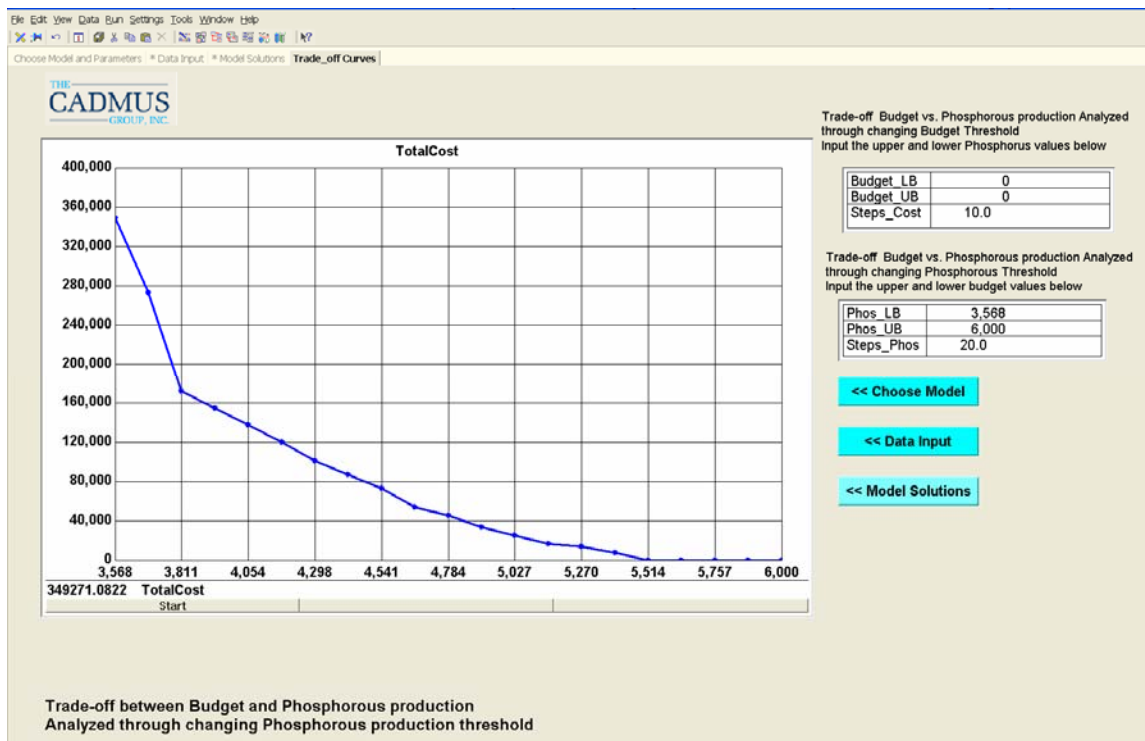 File Edit View Data Run Settings Tools Window Help
Choose Model and Parameters * Data Input * Model Solutions Trade_off Curves
THE
CADMUS
GROUP, INC.
TotalCost
400,000
360,000
320,000
280,000
240,000
200,000
160,000
120,000
80,000
40,000
0
3,568 3,811 4,054 4,298 4,541 4,784 5,027 5,270 5,514 5,757 6,000
349271.0822 TotalCost
Start
Trade-off Budget vs. Phosphorous production Analyzed
through changing Budget Threshold
Input the upper and lower Phosphorus values below
Budget_LB 0
Budget_UB 0
Steps_Cost 10.0
Trade-off Budget vs. Phosphorous production Analyzed
through changing Phosphorous Threshold
Input the upper and lower budget values below
Phos_LB 3,568
Phos_UB 6,000
Steps_Phos 20.0
<< Choose Model
<< Data Input
<< Model Solutions
Trade-off between Budget and Phosphorous production
Analyzed through changing Phosphorous production threshold